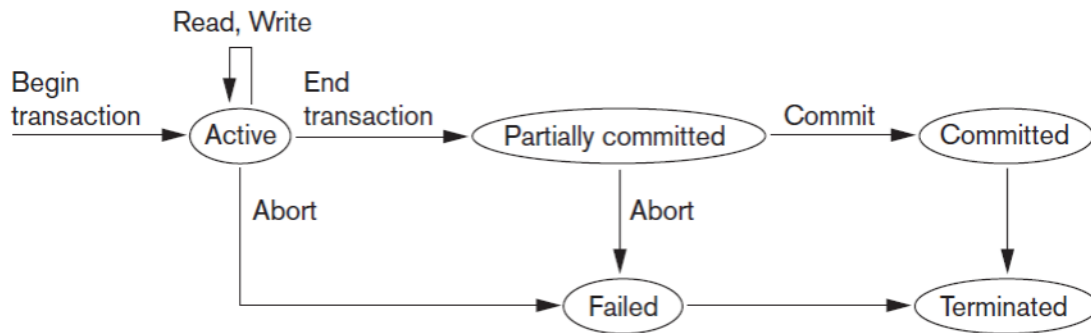 Read, Write
Begin
transaction
End
transaction
Active
Partially committed
Commit
Committed
Abort
Abort
Failed
Terminated